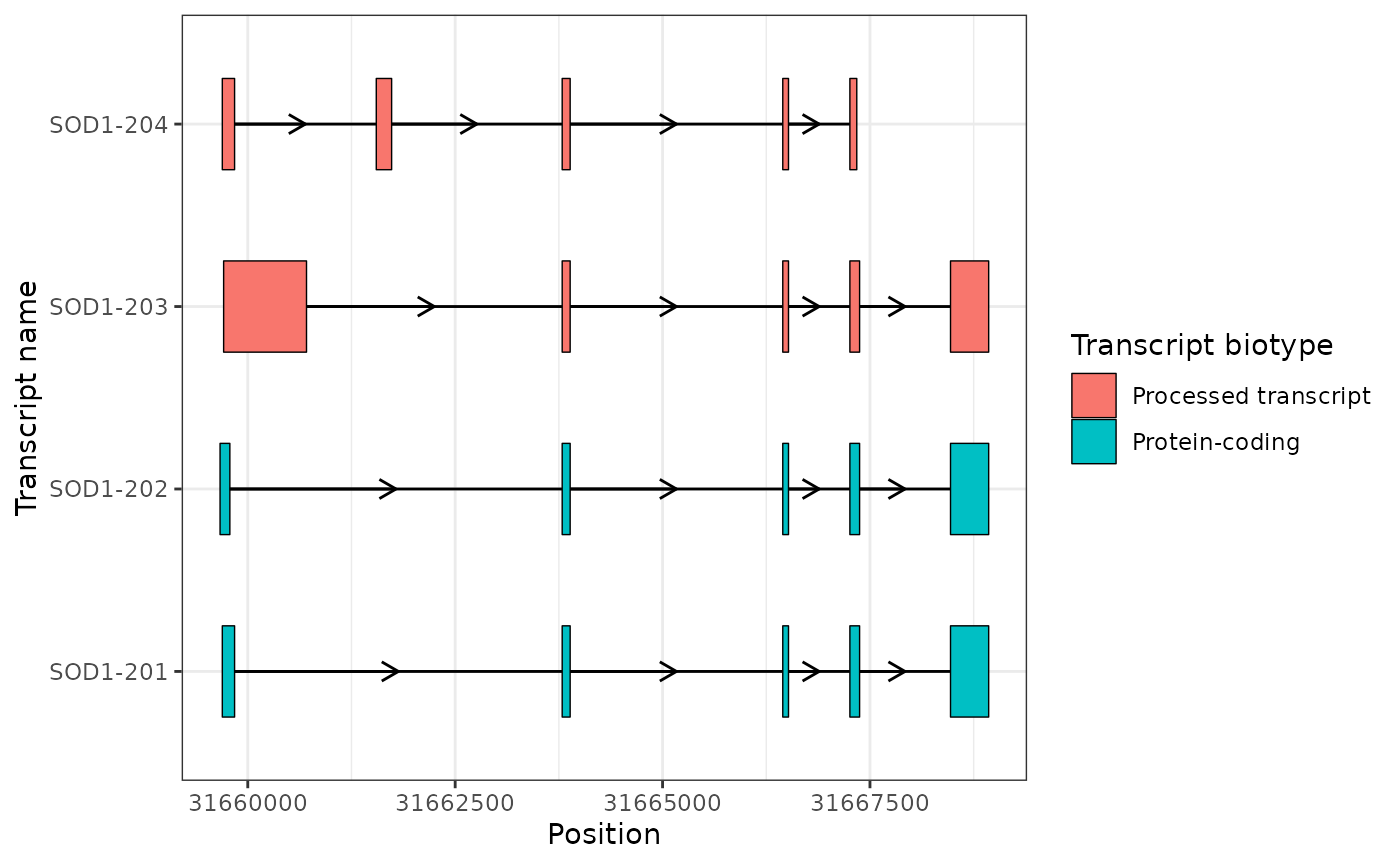 SOD1-204
SOD1-203
SOD1-202
SOD1-201
Transcript name
31660000 31662500 31665000 31667500
Position
Transcript biotype
Processed transcript
Protein-coding